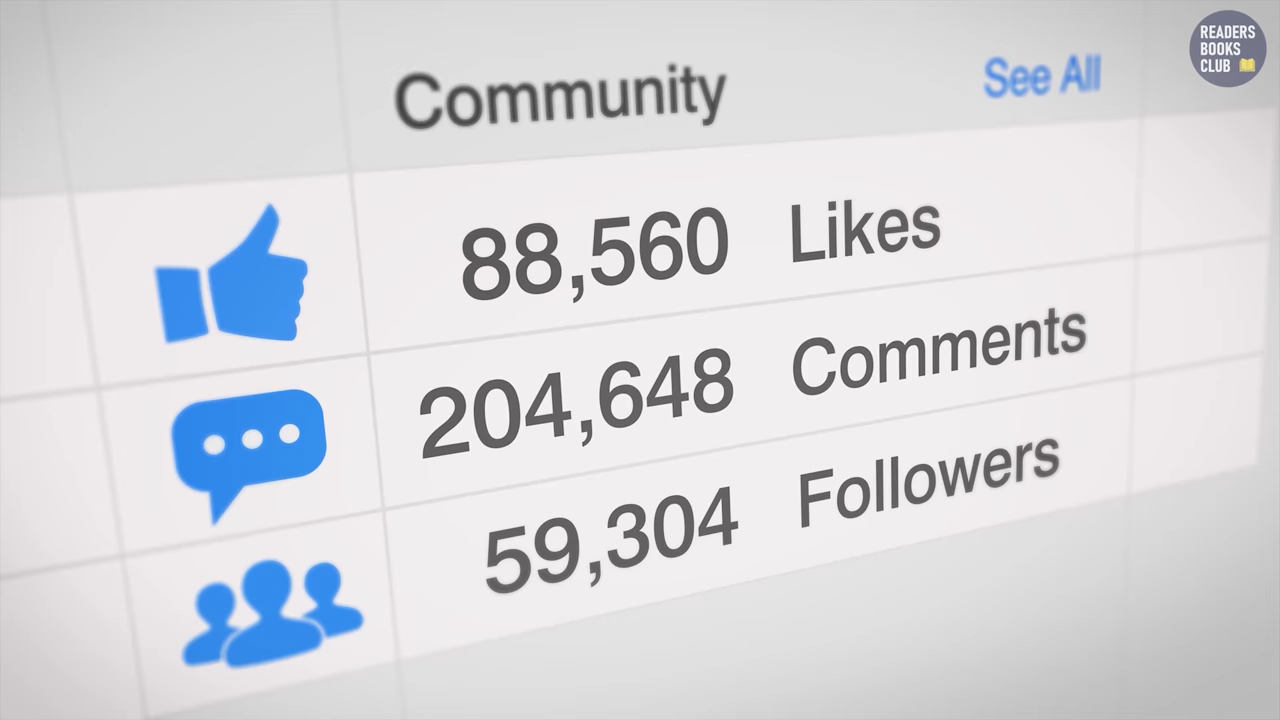 READERS
BOOKS
CLUB
Community See All
88,560 Likes
204,648 Comments
59,304 Followers